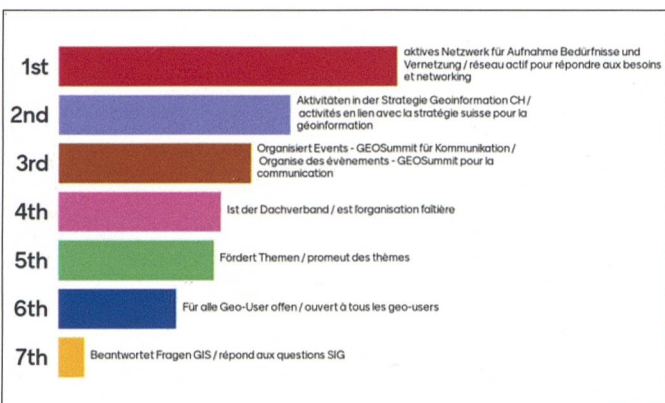 1st
aktives Netzwerk für Aufnahme Bedürfnisse und
Vernetzung / réseau actif pour répondre aux besoins
et networking
2nd
Aktivitäten in der Strategie Geoinformation CH /
activités en lien avec la stratégie suisse pour la
géoinformation
3rd
Organisiert Events - GEOSummit für Kommunikation /
Organise des évènements - GEOSummit pour la
communication
4th
Ist der Dachverband / est l'organisation faîtière
5th
Fördert Themen / promeut des thèmes
6th
Für alle Geo-User offen / ouvert à tous les geo-users
7th
Beantwortet Fragen GIS / répond aux questions SIG